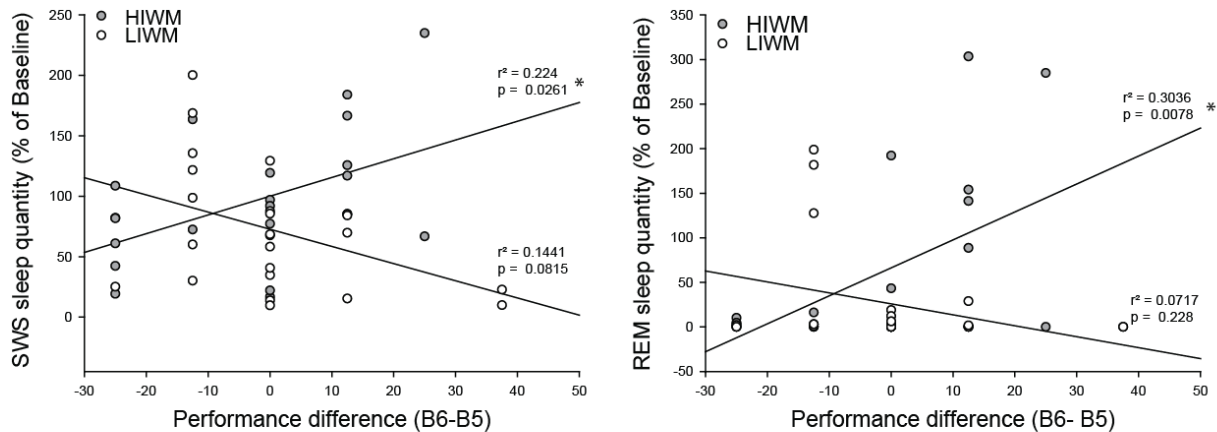 SWS sleep quantity (% of Baseline)
250
200
150
100
50
0
HIWM
LIWM
r² = 0.224
p = 0.0261 *
r² = 0.1441
p = 0.0815
-30 -20 -10 0 10 20 30 40 50
Performance difference (B6-B5)
REM sleep quantity (% of Baseline)
350
300
250
200
150
100
50
0
-50
HIWM
LIWM
r² = 0.3036
p = 0.0078 *
r² = 0.0717
p = 0.228
-30 -20 -10 0 10 20 30 40 50
Performance difference (B6- B5)